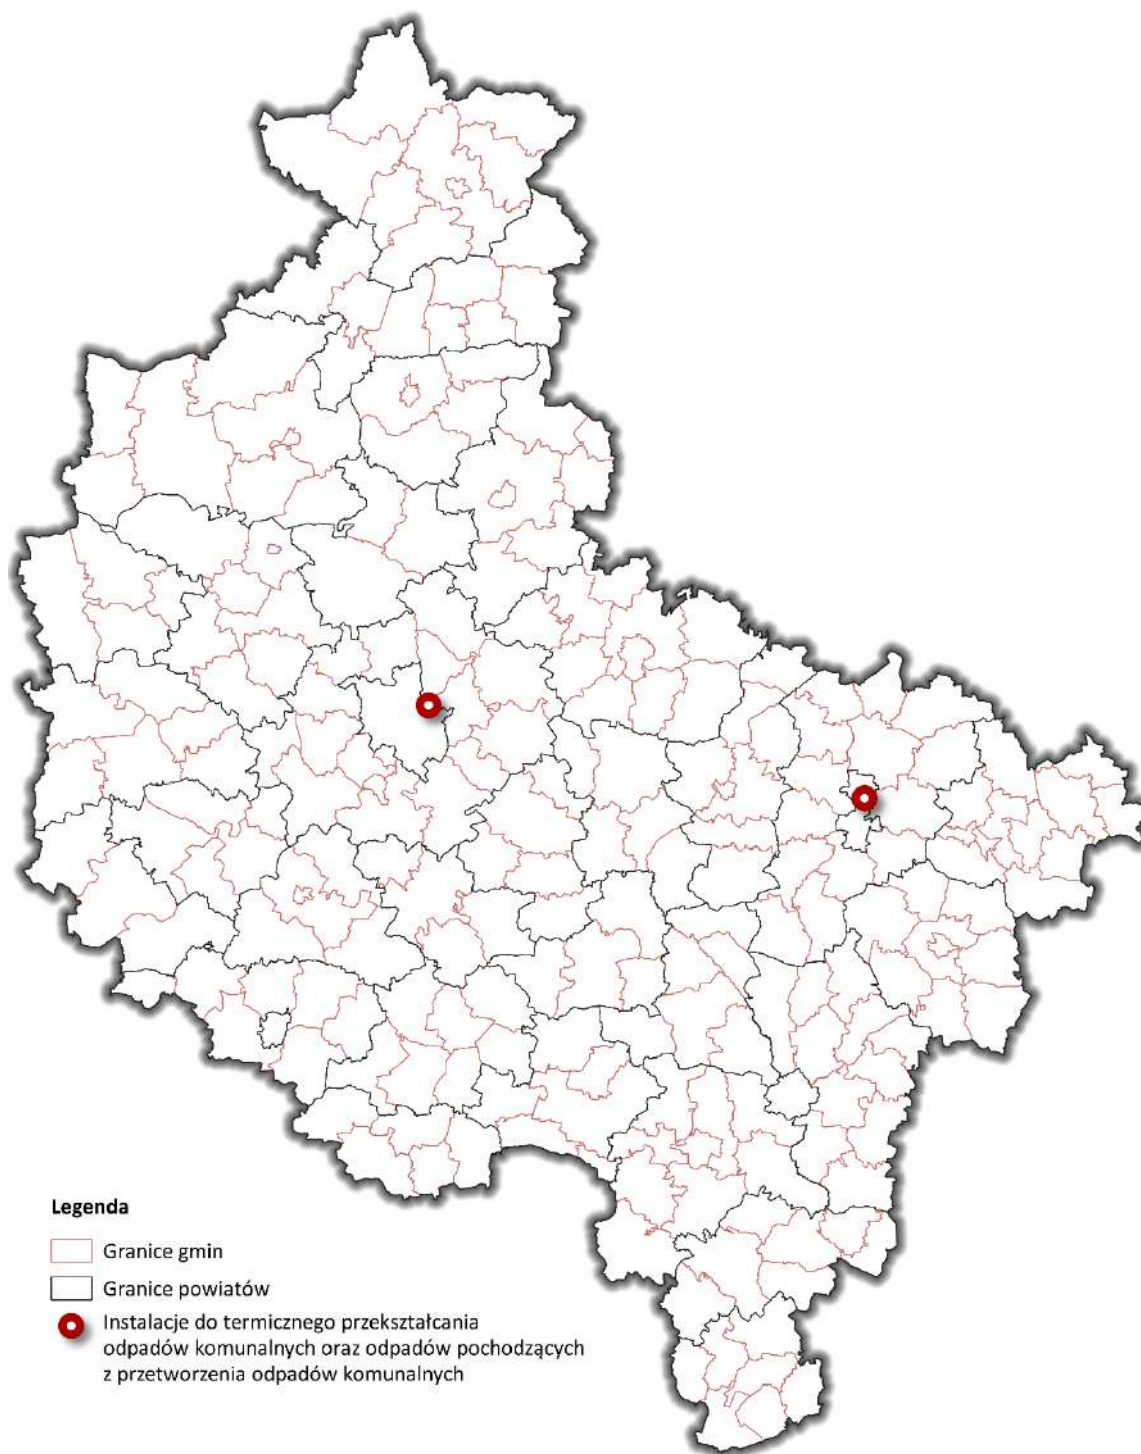 Legenda
Granice gmin
Granice powiatów
Instalacje do termicznego przekształcania
odpadów komunalnych oraz odpadów pochodzących
z przetworzenia odpadów komunalnych